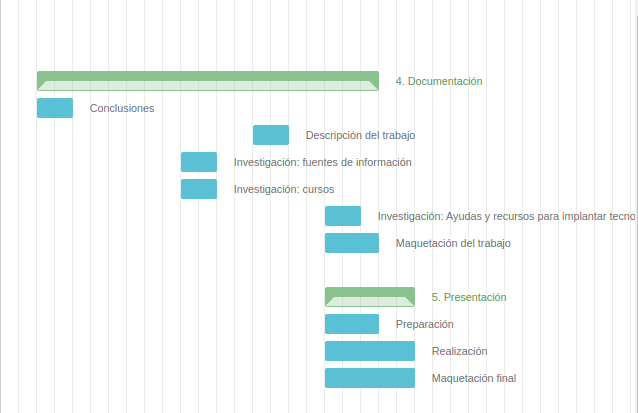 4. Documentación
Conclusiones
Descripción del trabajo
Investigación: fuentes de información
Investigación: cursos
Investigación: Ayudas y recursos para implantar tecno
Maquetación del trabajo
5. Presentación
Preparación
Realización
Maquetación final